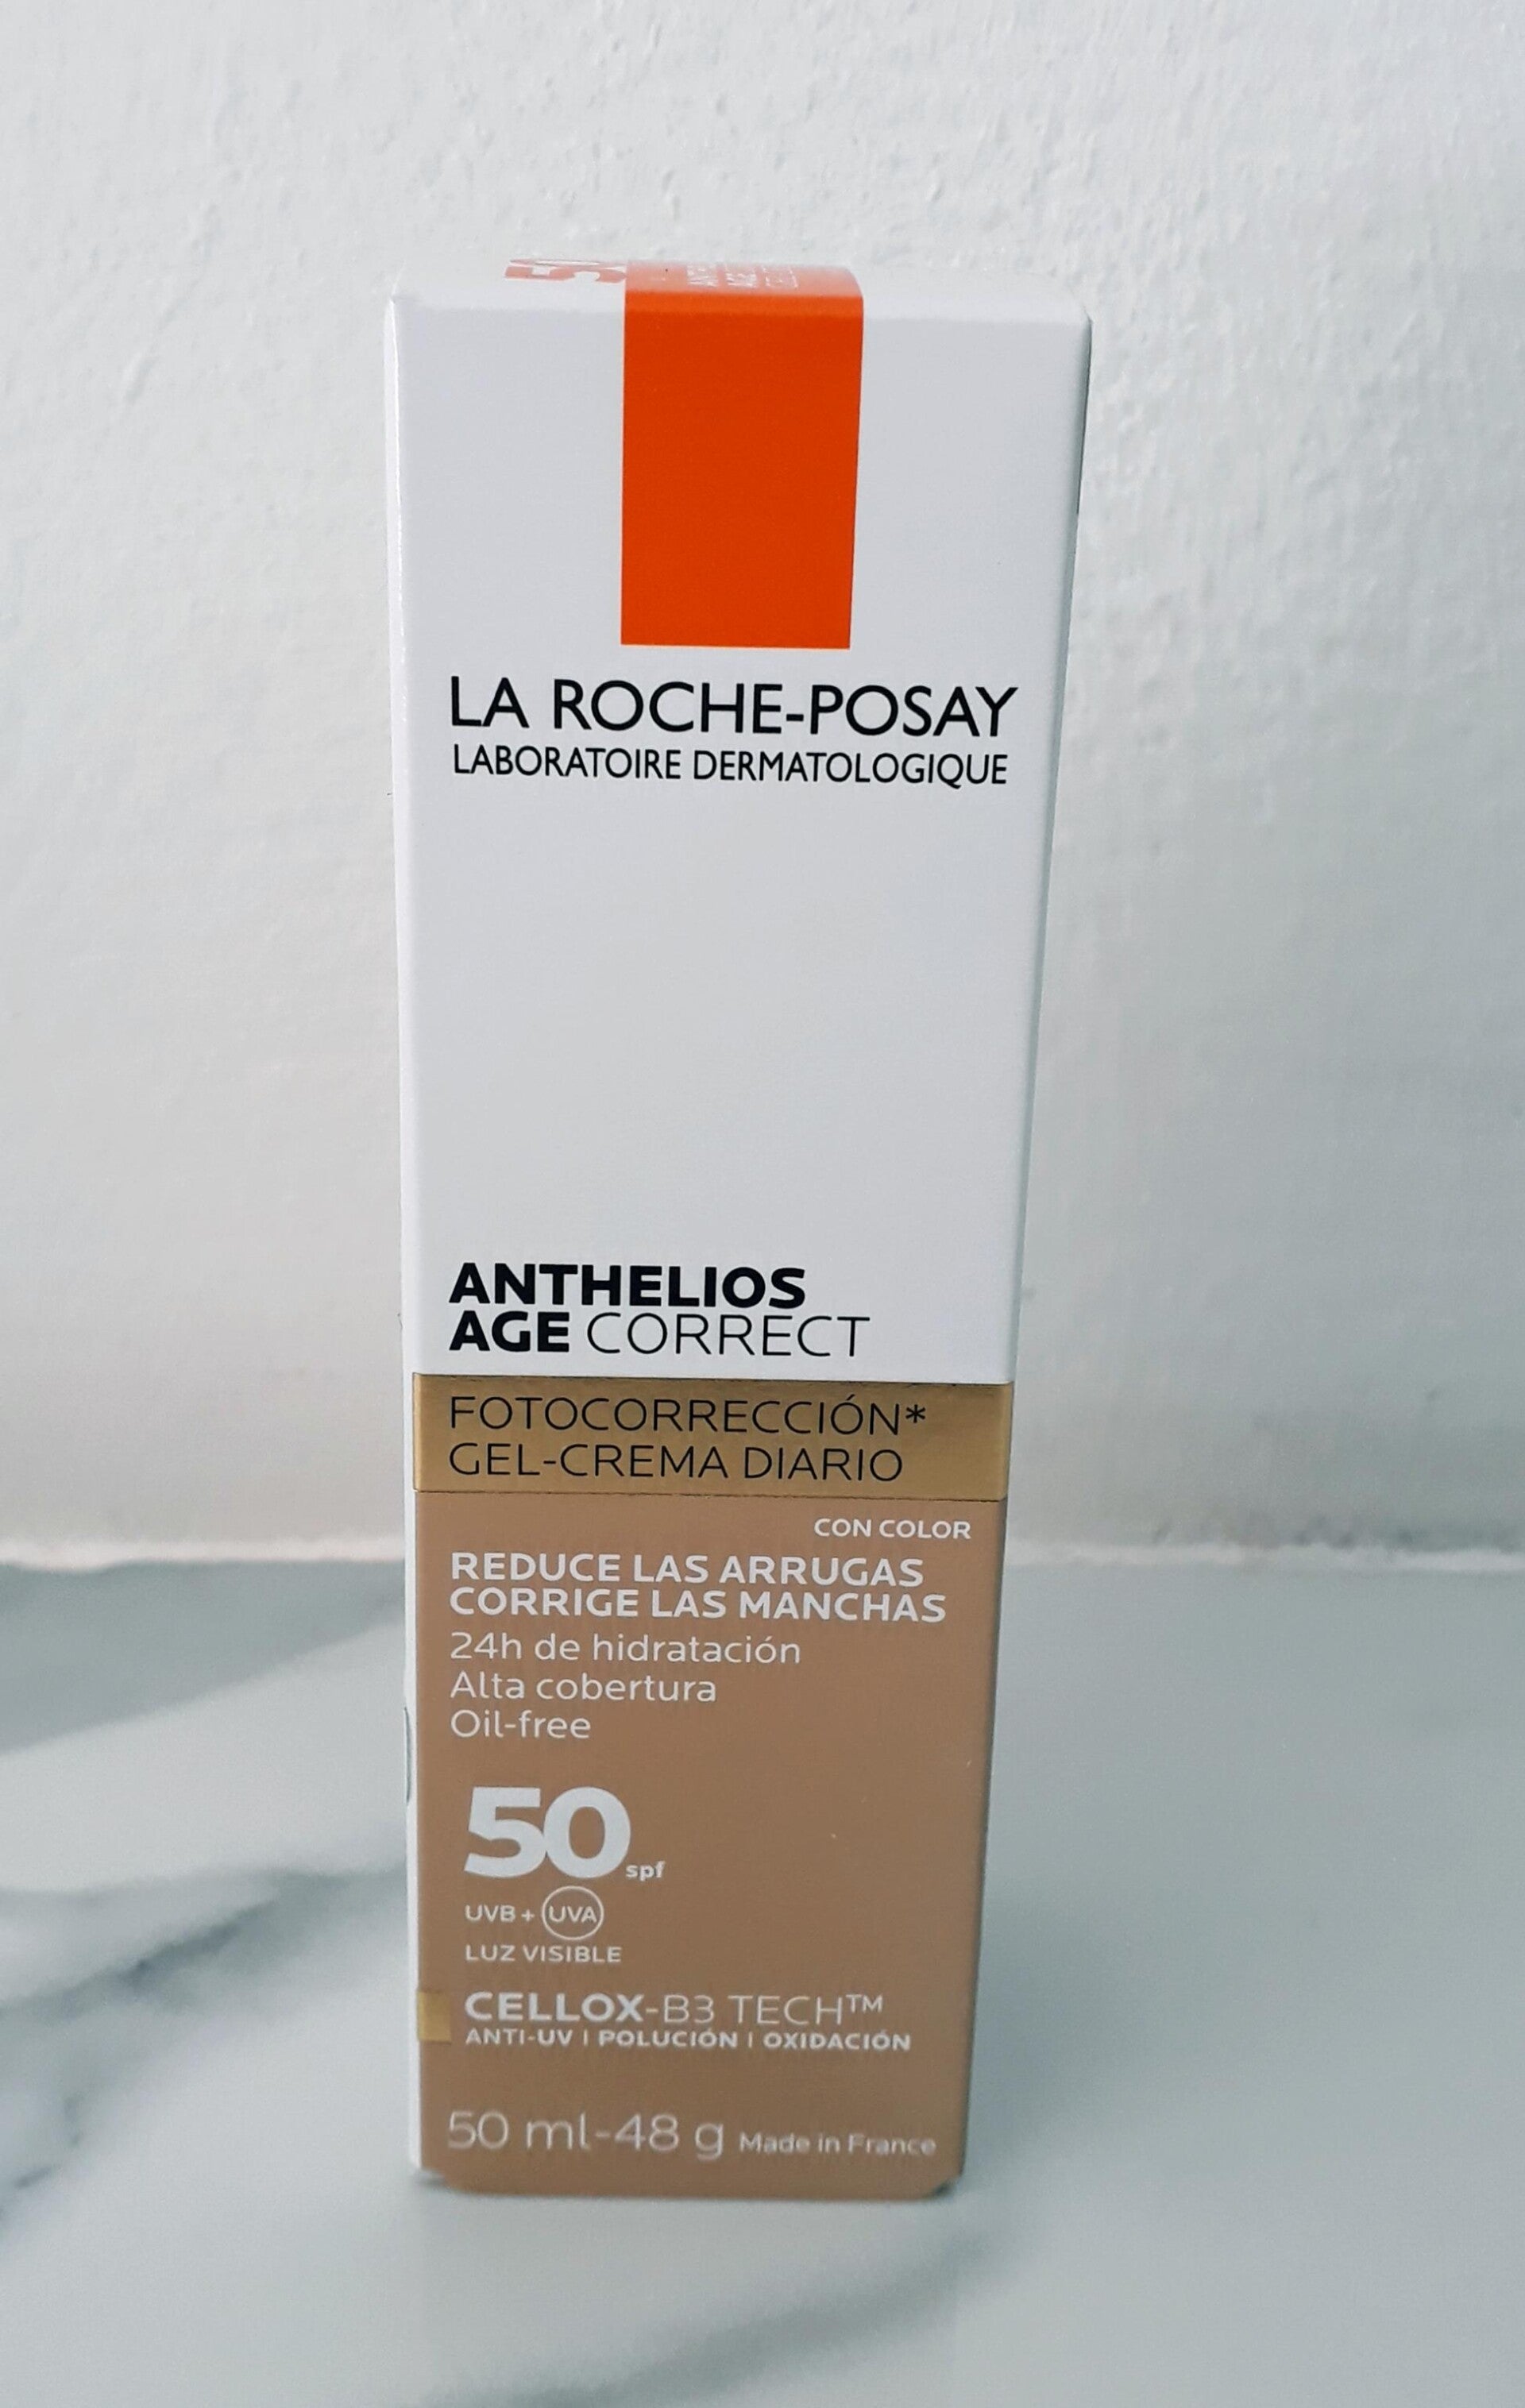 LA ROCHE-POSAY
LABORATOIRE DERMATOLOGIQUE
ANTHELIOS
AGE CORRECT
FOTOCORRECCIÓN*
GEL-CREMA DIARIO
CON COLOR
REDUCE LAS ARRUGAS
CORRIGE LAS MANCHAS
24h de hidratación
Alta cobertura
Oil-free
50 spf
UVB + UVA
LUZ VISIBLE
CELLOX-B3 TECH™
ANTI-UV | POLUCIÓN | OXIDACIÓN
50 ml-48 g Made in France